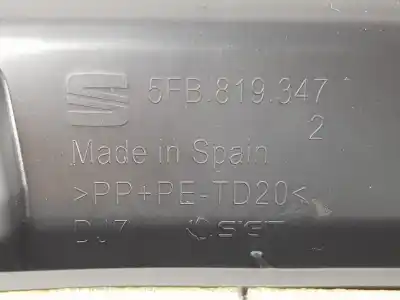 5FB.819.347
2
Made in Spain
>PP+PE-TD20<